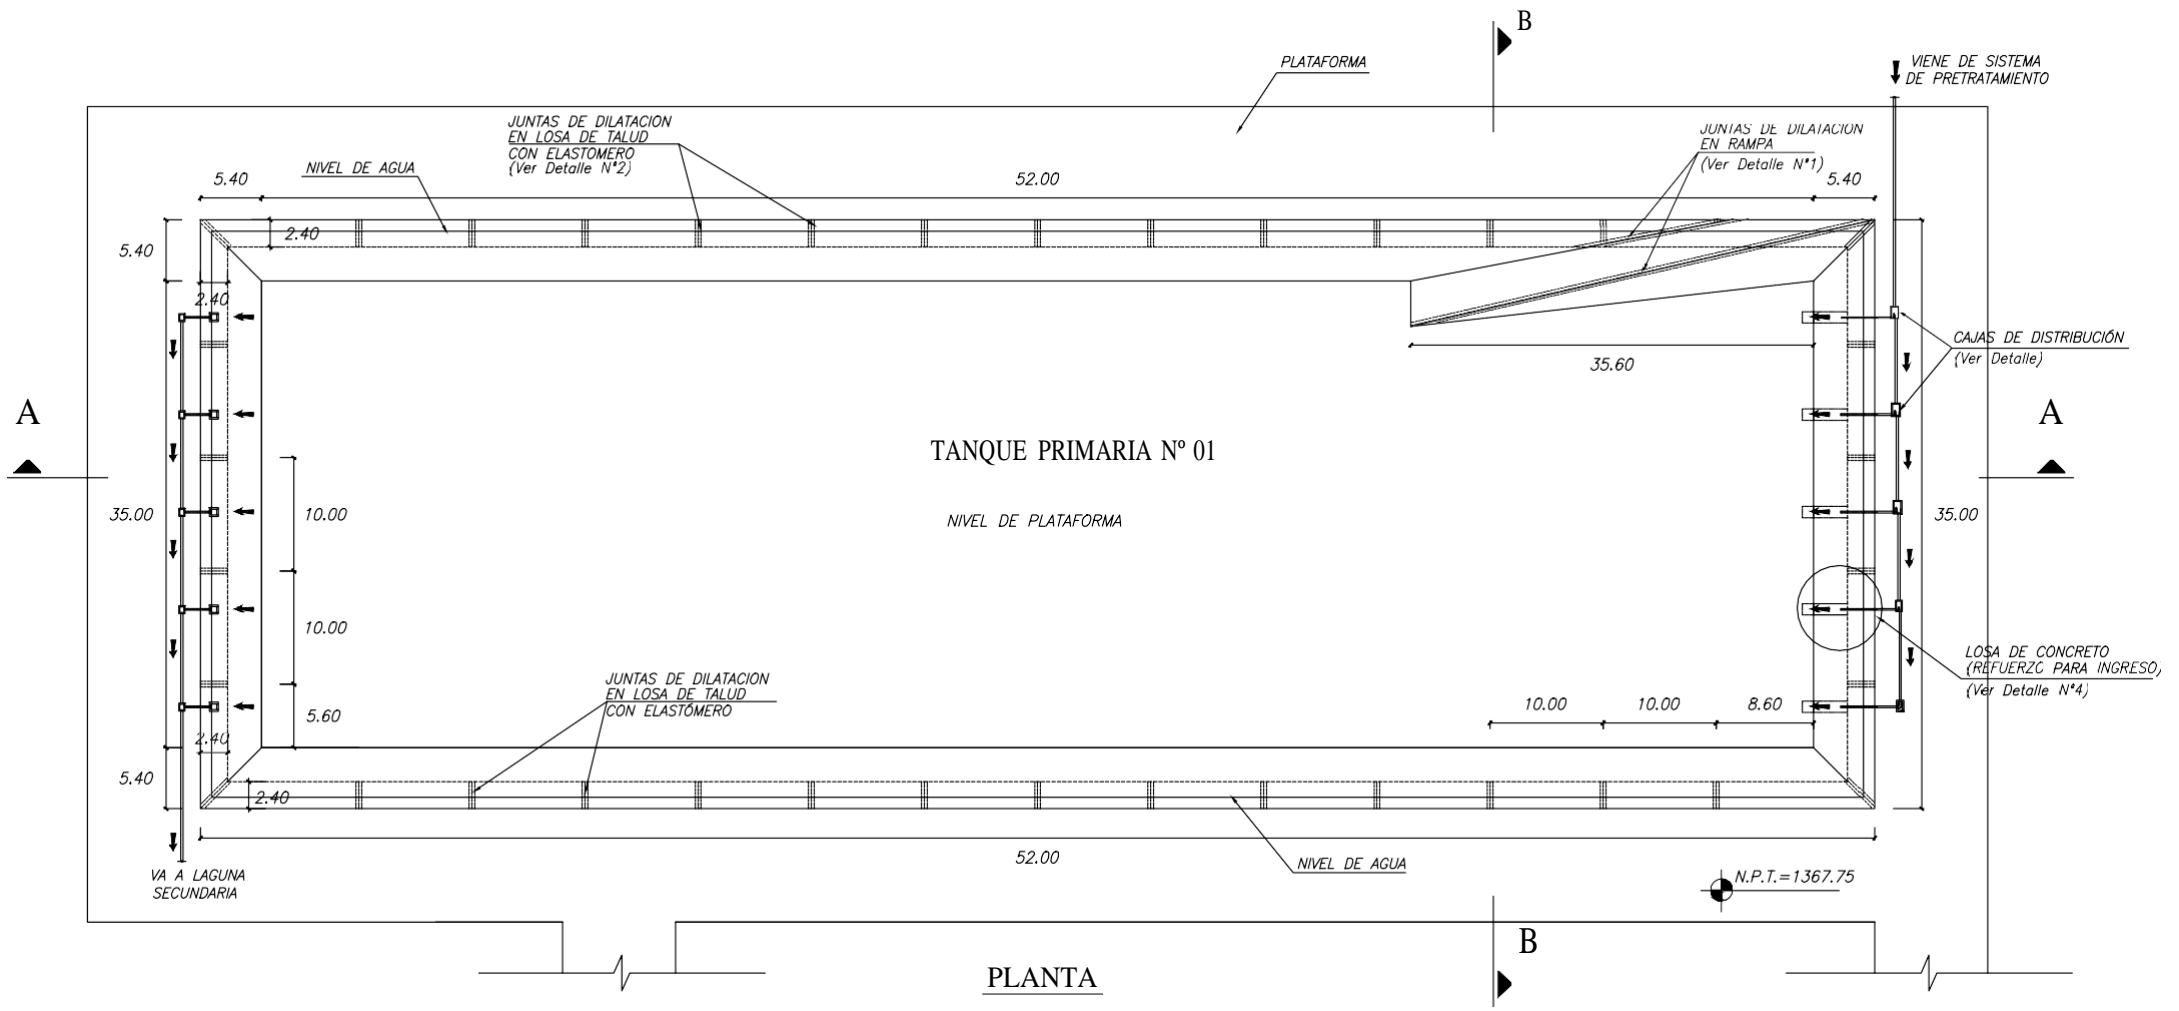 B
PLATAFORMA
VIENE DE SISTEMA
DE PRETRATAMIENTO
JUNTAS DE DILATACION
EN LOSA DE TALUD
CON ELASTOMERO
(Ver Detalle N°2)
JUNTAS DE DILATACION
EN RAMPA
(Ver Detalle N°1)
NIVEL DE AGUA
5.40
52.00
5.40
5.40
2.40
2.40
35.60
CAJAS DE DISTRIBUCIÓN
(Ver Detalle)
A
A
TANQUE PRIMARIA Nº 01
NIVEL DE PLATAFORMA
35.00
10.00
35.00
10.00
5.60
JUNTAS DE DILATACION
EN LOSA DE TALUD
CON ELASTÓMERO
LOSA DE CONCRETO
(REFUERZO PARA INGRESO)
(Ver Detalle N°4)
10.00
10.00
8.60
2.40
5.40
2.40
52.00
NIVEL DE AGUA
VA A LAGUNA
SECUNDARIA
N.P.T.=1367.75
B
PLANTA